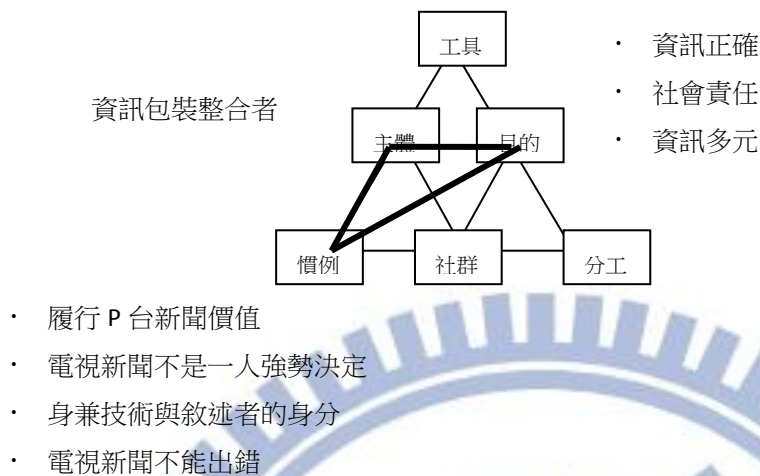 工具
· 資訊正確
· 社會責任
資訊包裝整合者
主體
目的
· 資訊多元
慣例
社群
分工
· 履行 P 台新聞價值
· 電視新聞不是一人強勢決定
· 身兼技術與敘述者的身分
· 電視新聞不能出錯